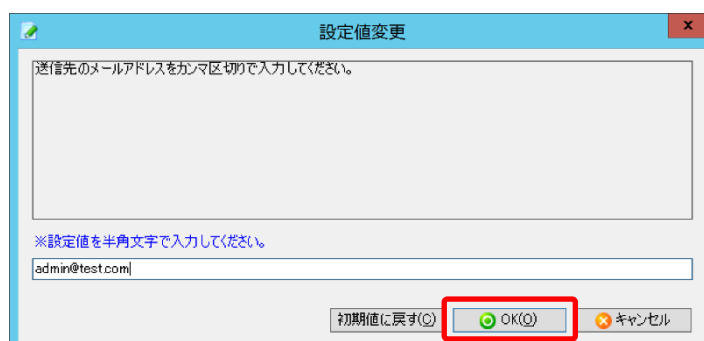 設定値変更
x
送信先のメールアドレスをカンマ区切りで入力してください。
※設定値を半角文字で入力してください。
admin@test.com
初期値に戻す(C) OK(O) キャンセル